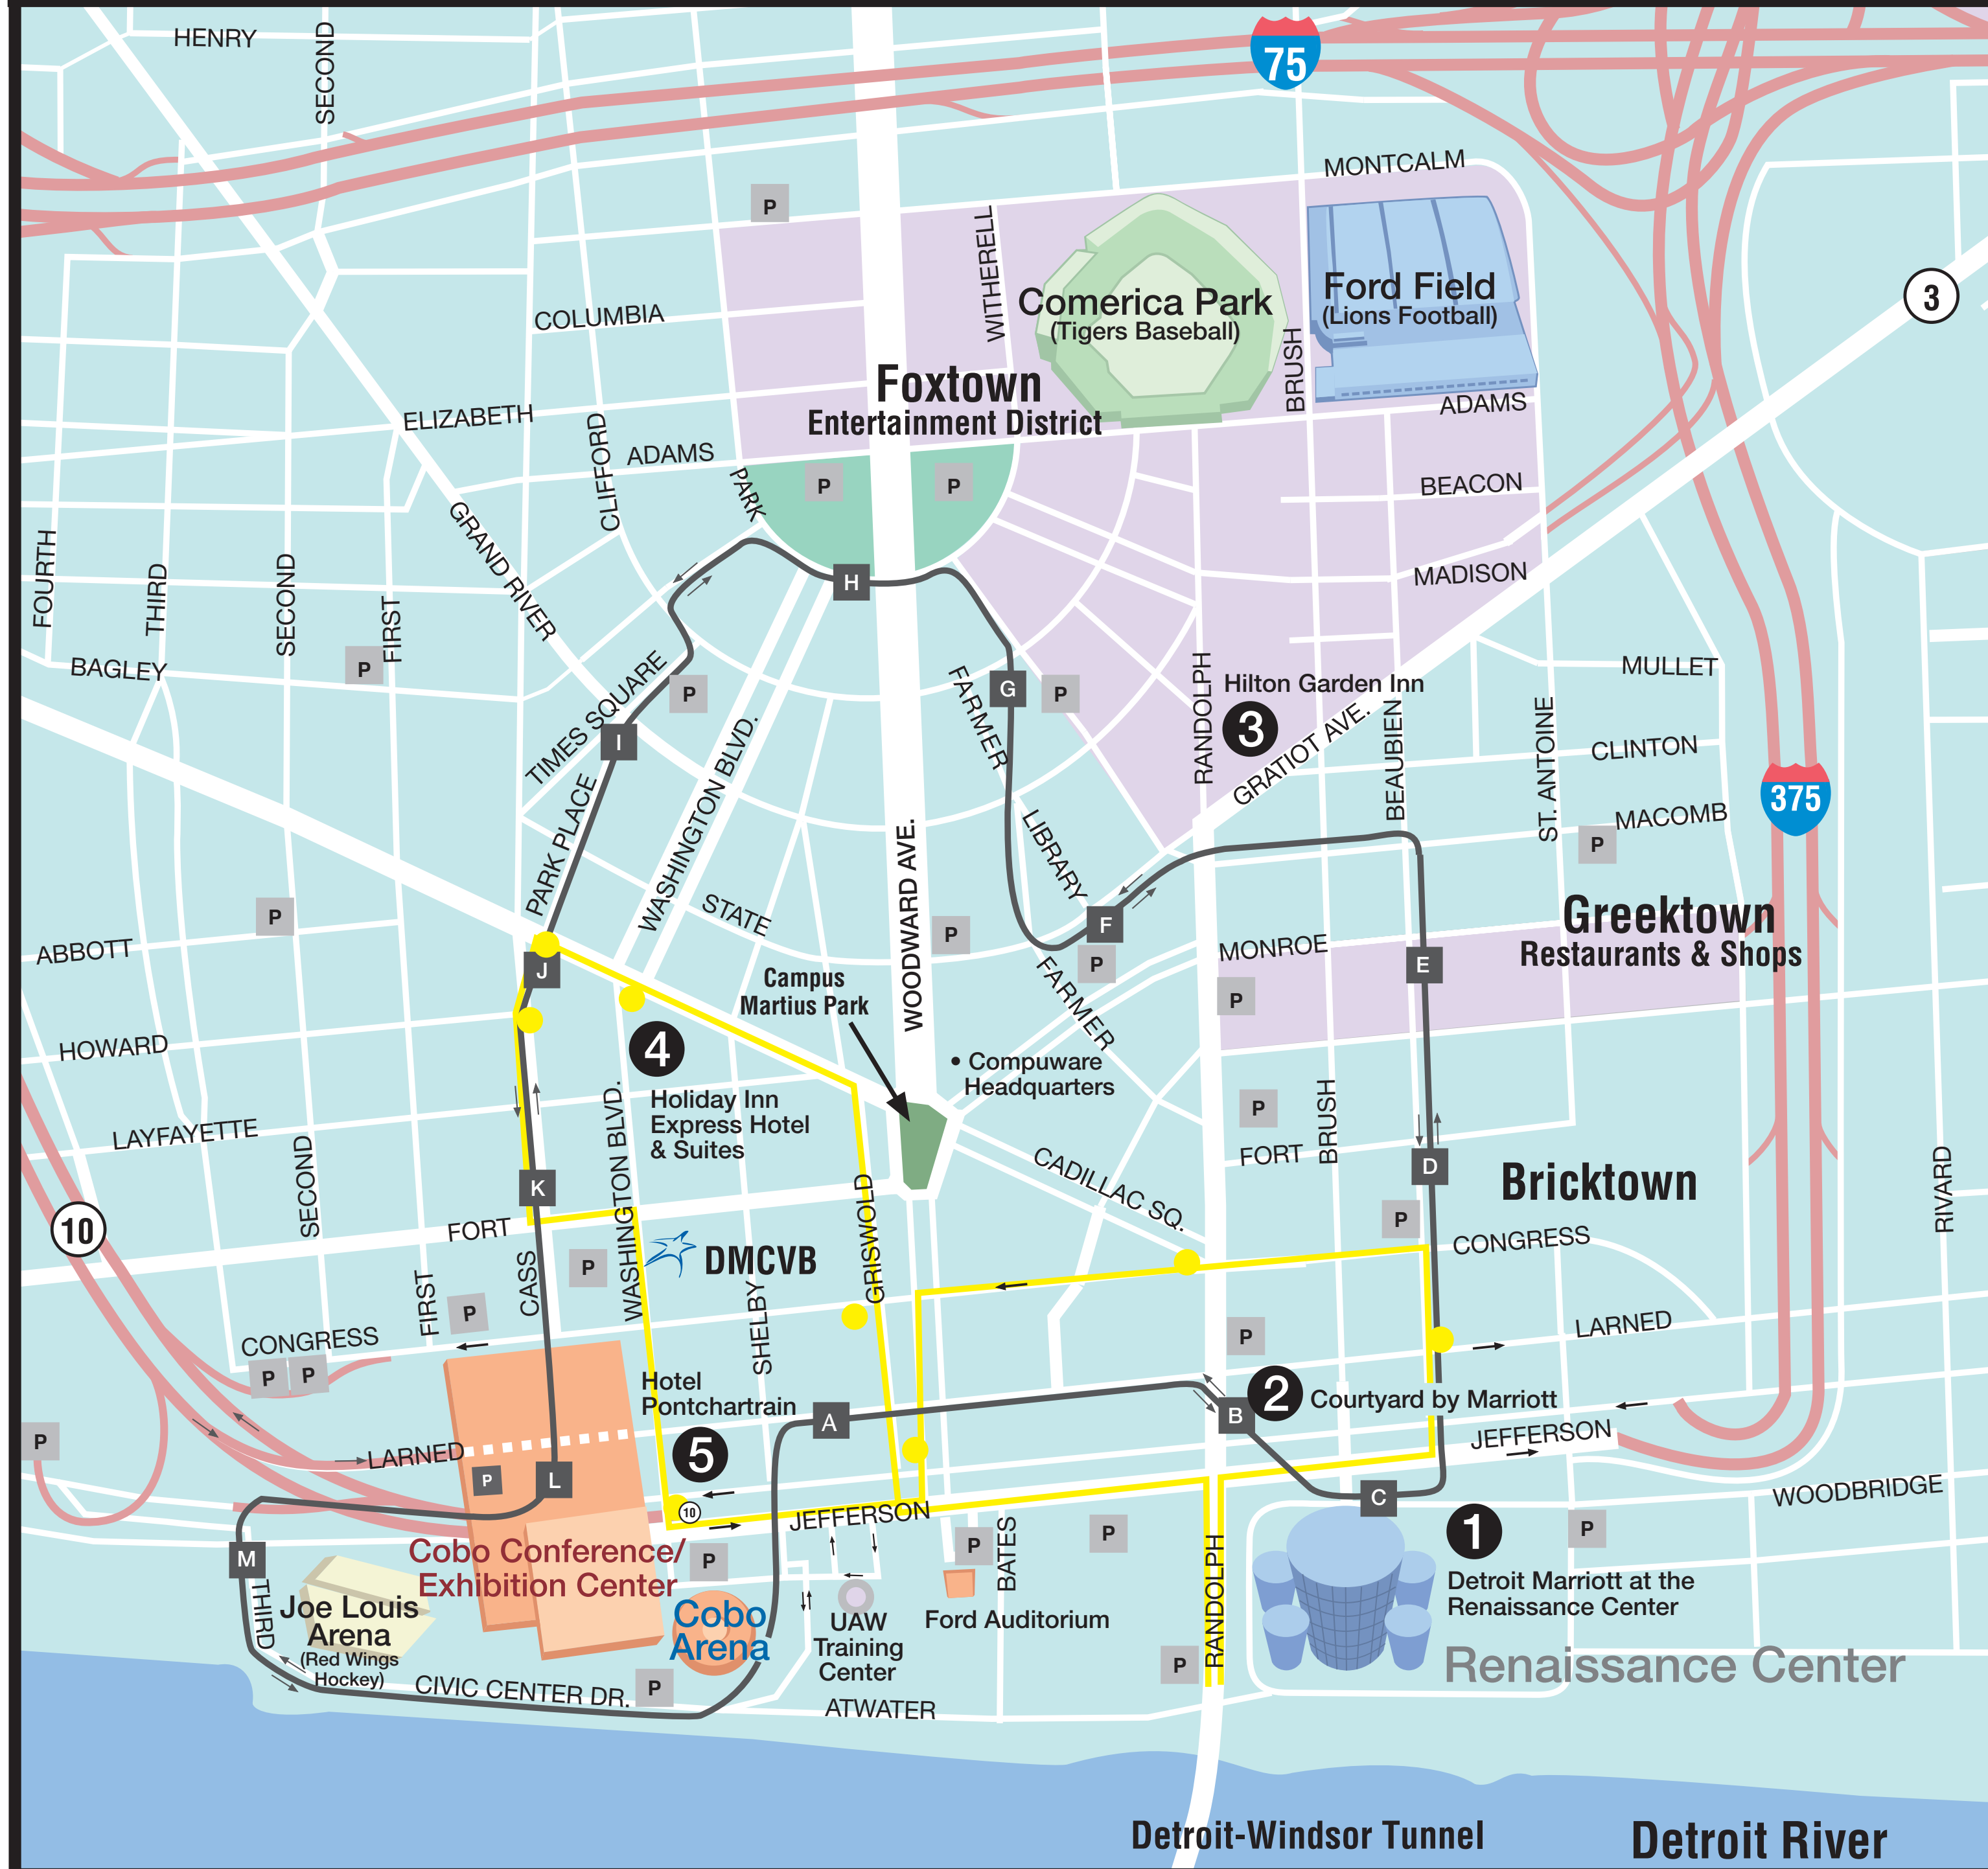 HENRY
SECOND
75
MONTCALM
P
WITHERELL
Comerica Park
(Tigers Baseball)
Ford Field
(Lions Football)
3
COLUMBIA
BRUSH
Foxtown
Entertainment District
ADAMS
ELIZABETH
CLIFFORD
ADAMS
PARK
P
P
BEACON
GRAND RIVER
MADISON
FOURTH
THIRD
SECOND
FIRST
H
BAGLEY
P
TIMES SQUARE
P
FARMER
G
P
RANDOLPH
Hilton Garden Inn
3
GRATIOT AVE.
BEAUBIEN
ST. ANTOINE
MULLET
CLINTON
I
WASHINGTON BLVD.
PARK PLACE
375
MACOMB
P
WOODWARD AVE.
LIBRARY
STATE
P
P
F
P
Greektown
Restaurants & Shops
MONROE
E
ABBOTT
J
Campus
Martius Park
FARMER
P
HOWARD
4
• Compuware
Headquarters
Holiday Inn
Express Hotel
& Suites
LAYFAYETTE
WASHINGTON BLVD.
P
BRUSH
FORT
D
CADILLAC SQ.
Bricktown
RIVARD
SECOND
K
GRISWOLD
10
FORT
P
CONGRESS
DMCVB
P
CASS
FIRST
SHELBY
P
CONGRESS
P
P
P
LARNED
Hotel
Pontchartrain
A
B
2
Courtyard by Marriott
P
LARNED
5
JEFFERSON
P
L
C
WOODBRIDGE
10
JEFFERSON
1
P
M
THIRD
Cobo Conference/
Exhibition Center
P
P
BATES
P
RANDOLPH
Detroit Marriott at the
Renaissance Center
Joe Louis
Arena
(Red Wings
Hockey)
Cobo
Arena
UAW
Training
Center
Ford Auditorium
P
Renaissance Center
CIVIC CENTER DR.
P
ATWATER
Detroit-Windsor Tunnel
Detroit River